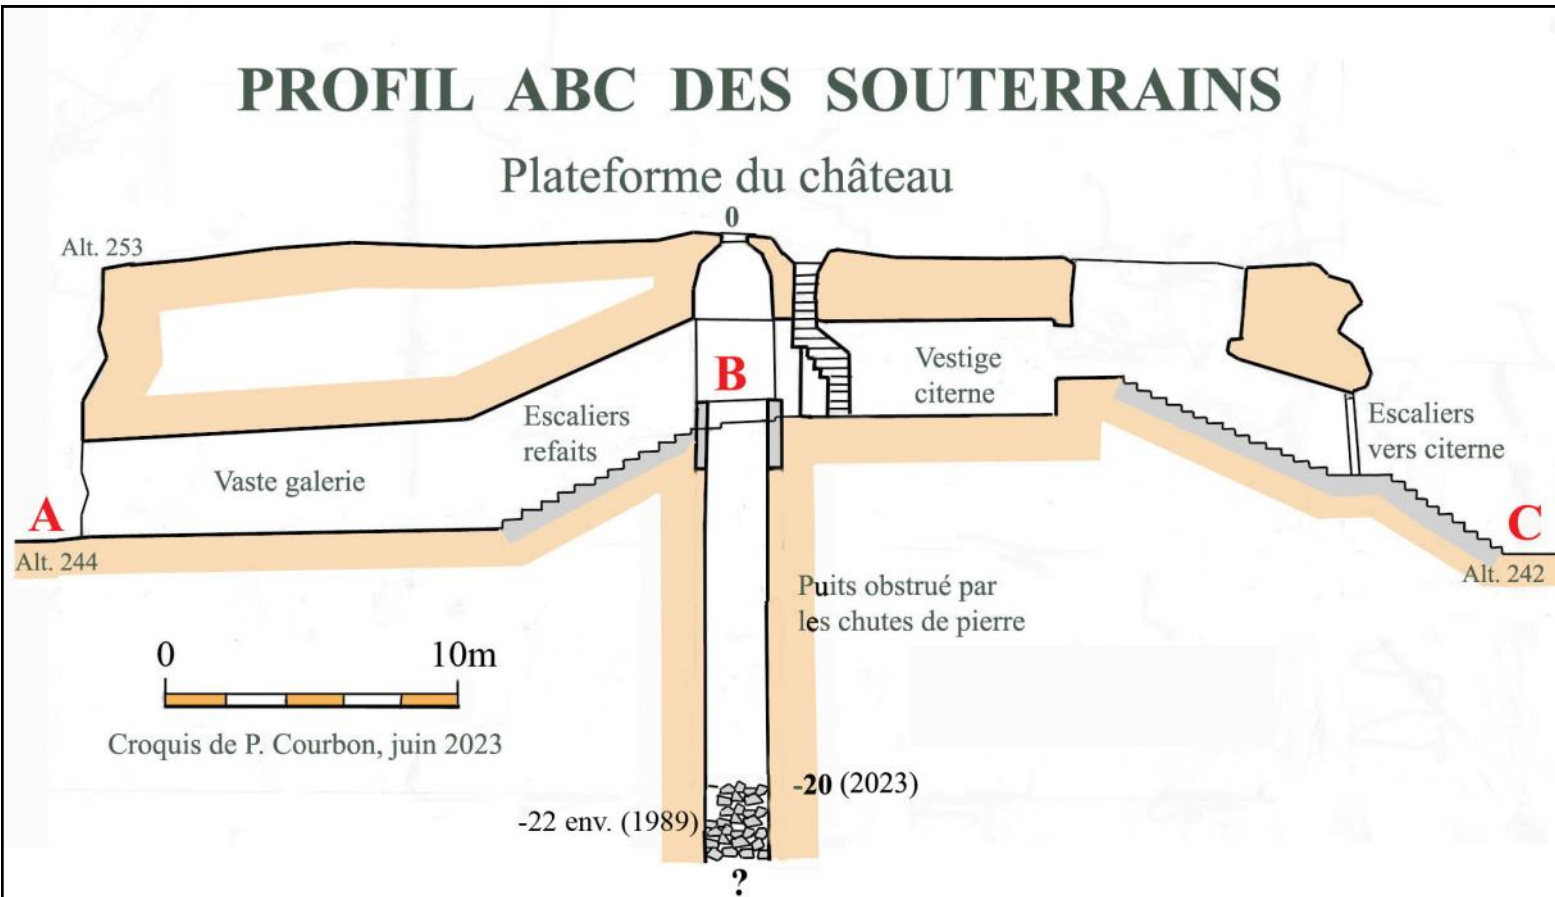 PROFIL ABC DES SOUTERRAINS
Plateforme du château
0
Alt. 253
B
Vestige
citerne
Escaliers
refaits
Escaliers
vers citerne
Vaste galerie
A
C
Alt. 244
Alt. 242
Puits obstrué par
les chutes de pierre
0
10m
Croquis de P. Courbon, juin 2023
-20 (2023)
-22 env. (1989)
?